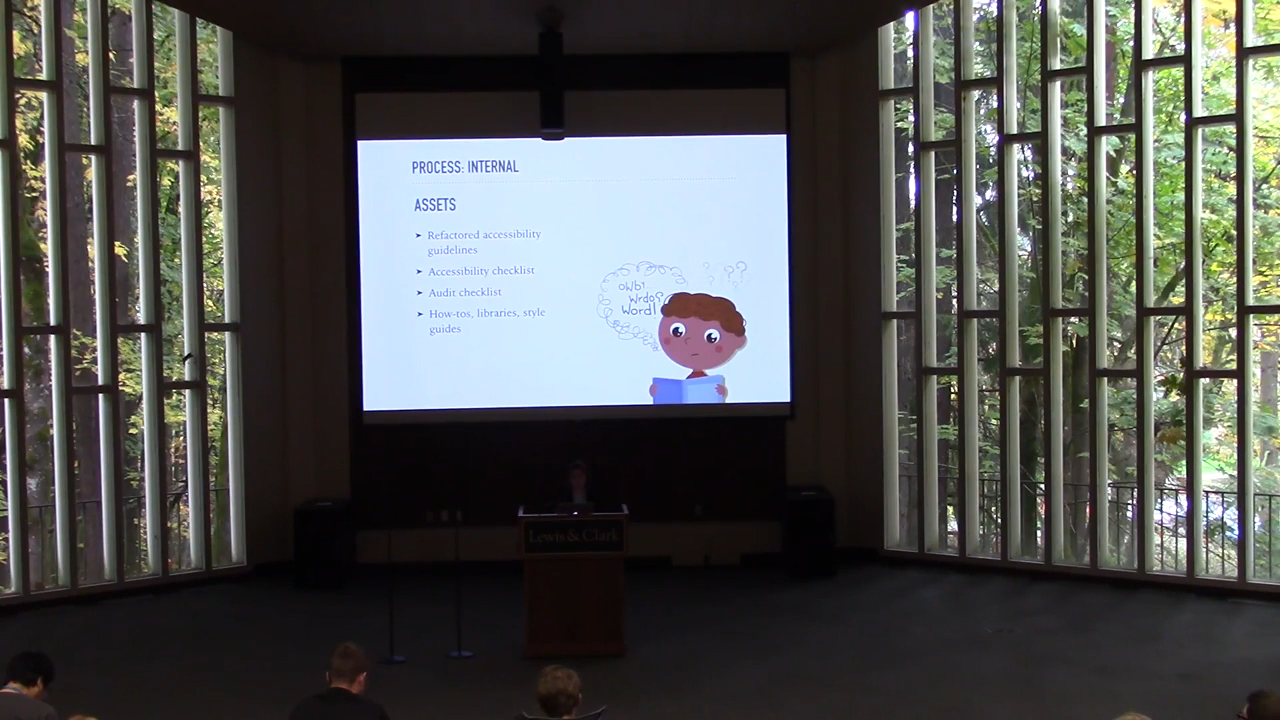 PROCESS: INTERNAL
ASSETS
➤ Refactored accessibility
guidelines
➤ Accessibility checklist
➤ Audit checklist
➤ How-tos, libraries, style
guides
? ? ? ?
Word!
Lewis & Clark